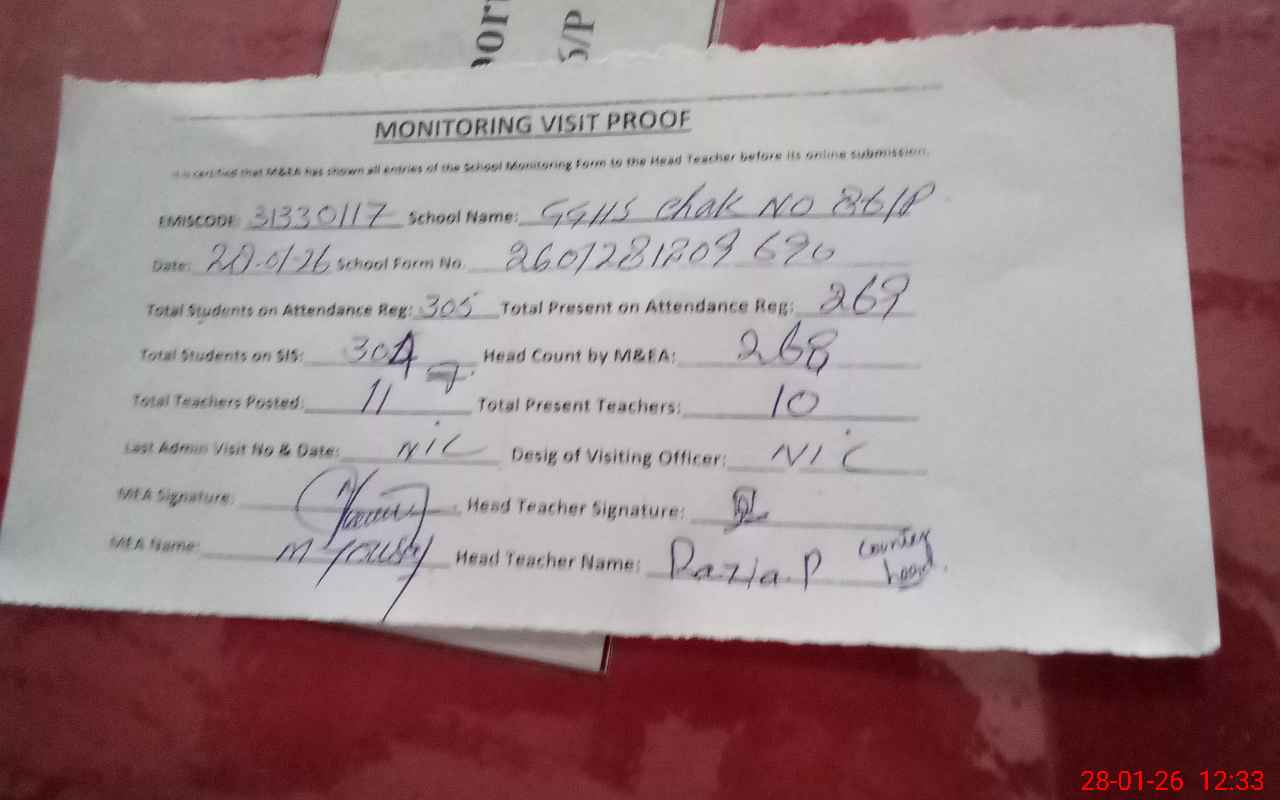 por
6/P
MONITORING VISIT PROOF
It is certified that M&EA has shown all entries of the School Monitoring Form to the Head Teacher before its online submission.
EMISCODE: 31330117 School Name: GGHS Chak NO 86/P
Date: 28-01-26 School Form No. 2601281209690
Total Students on Attendance Reg: 305 Total Present on Attendance Reg: 269
Total Students on SIS: 304 Head Count by M&EA: 268
Total Teachers Posted: 11 Total Present Teachers: 10
Last Admin Visit No & Date: NIL Desig of Visiting Officer: NIL
MEA Signature: Head Teacher Signature:
MEA Name: M Yousaf Head Teacher Name: Razia.P
28-01-26 12:33